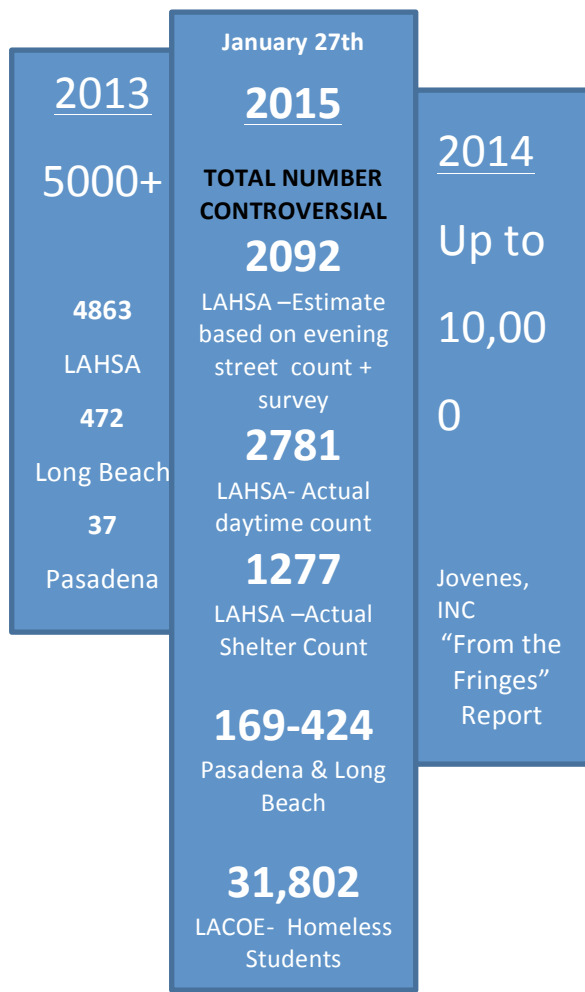 2013
5000+
4863
LAHSA
472
Long Beach
37
Pasadena
January 27th
2015
TOTAL NUMBER
CONTROVERSIAL
2092
LAHSA –Estimate
based on evening
street count +
survey
2781
LAHSA- Actual
daytime count
1277
LAHSA –Actual
Shelter Count
169-424
Pasadena & Long
Beach
31,802
LACOE- Homeless
Students
2014
Up to
10,00
0
Jovenes,
INC
“From the
Fringes”
Report